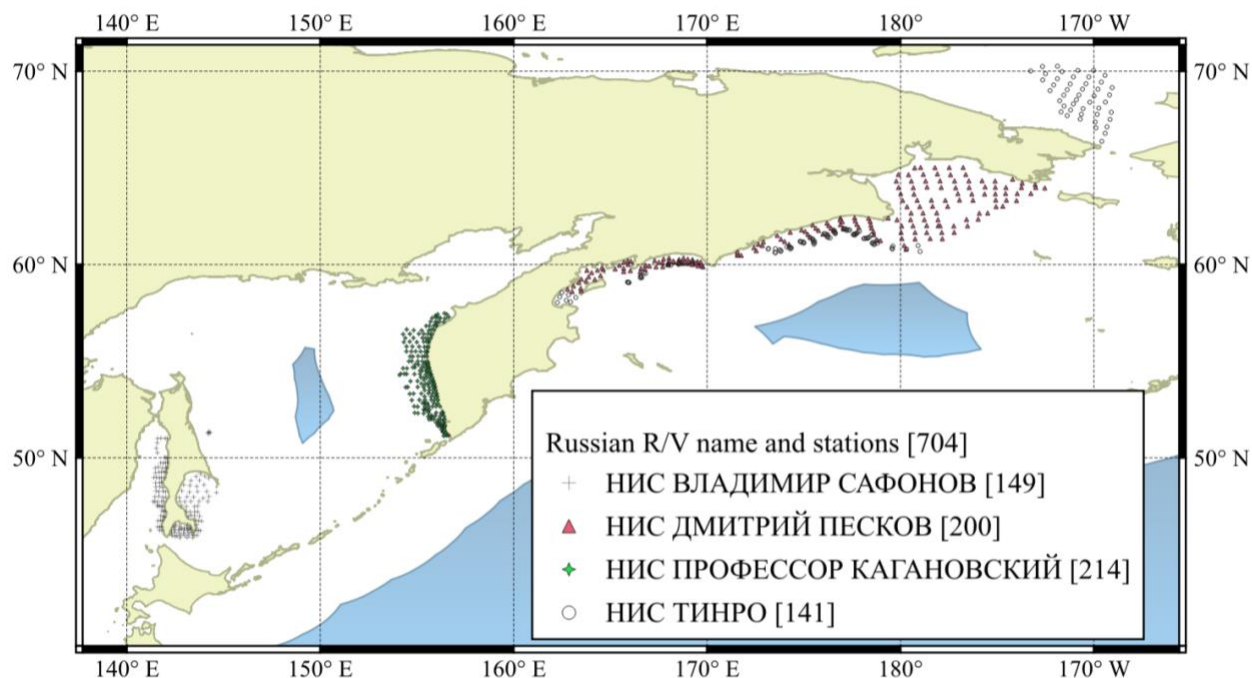 140° E 150° E 160° E 170° E 180° 170° W
70° N 70° N
60° N 60° N
50° N 50° N
Russian R/V name and stations [704]
НИС ВЛАДИМИР САФОНОВ [149]
НИС ДМИТРИЙ ПЕСКОВ [200]
НИС ПРОФЕССОР КАГАНОВСКИЙ [214]
НИС ТИНРО [141]
140° E 150° E 160° E 170° E 180° 170° W